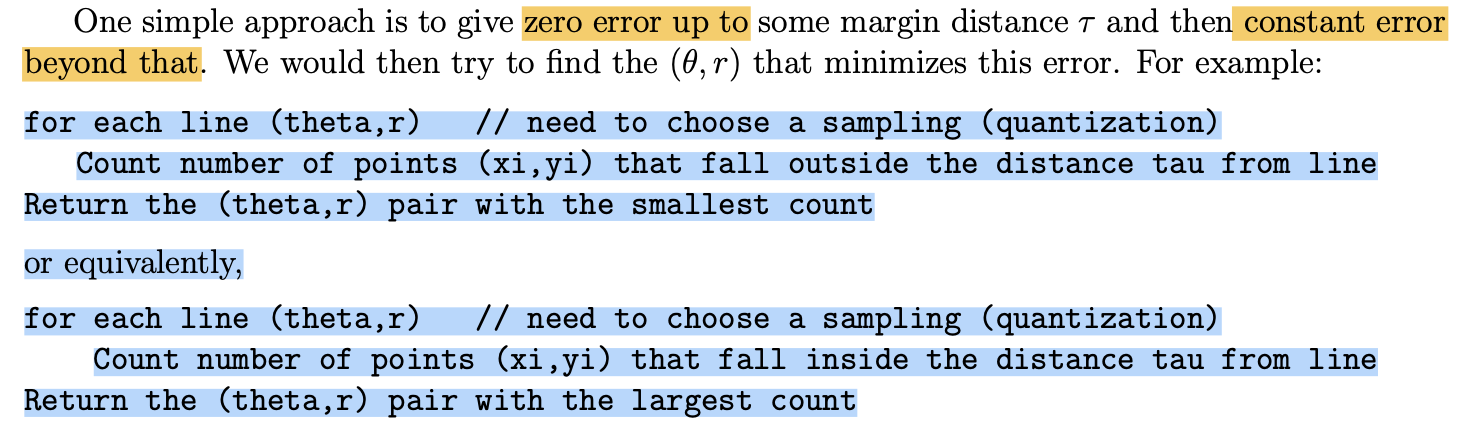 One simple approach is to give zero error up to some margin distance τ and then constant error
beyond that. We would then try to find the (θ, r) that minimizes this error. For example:
for each line (theta,r)   // need to choose a sampling (quantization)
   Count number of points (xi,yi) that fall outside the distance tau from line
Return the (theta,r) pair with the smallest count
or equivalently,
for each line (theta,r)   // need to choose a sampling (quantization)
    Count number of points (xi,yi) that fall inside the distance tau from line
Return the (theta,r) pair with the largest count